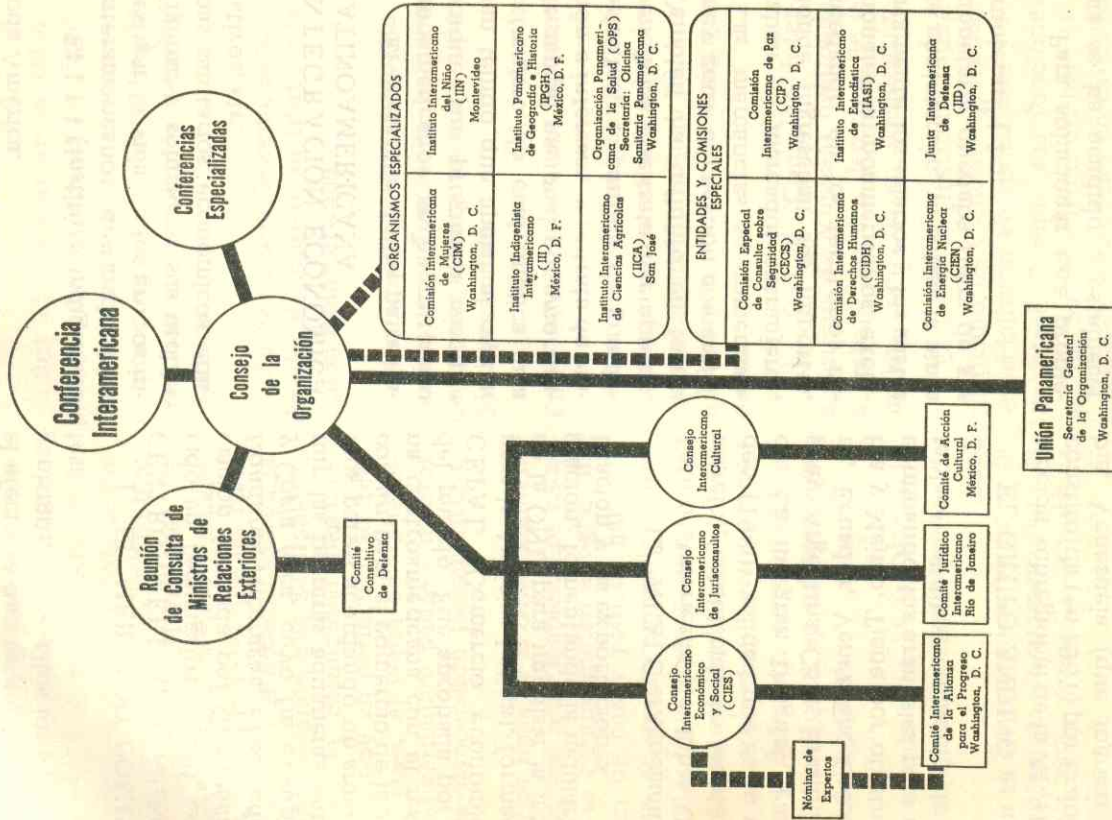 Conferencia
Interamericana
Reunión
de Consulta de
Ministros de
Relaciones
Exteriores
Conferencias
Especializadas
Consejo
de la
Organización
Comité
Consultivo
de Defensa
ORGANISMOS ESPECIALIZADOS
Comisión Interamericana
de Mujeres
(CIM)
Washington, D. C.
Instituto Interamericano
del Niño
(IIN)
Montevideo
Instituto Indigenista
Interamericano
(III)
México, D. F.
Instituto Panamericano
de Geografía e Historia
(IPGH)
México, D. F.
Instituto Interamericano
de Ciencias Agrícolas
(IICA)
San José
Organización Panameri-
cana de la Salud (OPS)
Secretaría: Oficina
Sanitaria Panamericana
Washington, D. C.
ENTIDADES Y COMISIONES
ESPECIALES
Comisión Especial
de Consulta sobre
Seguridad
(CECS)
Washington, D. C.
Comisión
Interamericana de Paz
(CIP)
Washington, D. C.
Comisión Interamericana
de Derechos Humanos
(CIDH)
Washington, D. C.
Instituto Interamericano
de Estadística
(IASI)
Washington, D. C.
Comisión Interamericana
de Energía Nuclear
(CIEN)
Washington, D. C.
Junta Interamericana
de Defensa
(JID)
Washington, D. C.
Consejo
Interamericano
Económico
y Social
(CIES)
Consejo
Interamericano
de Jurisconsultos
Consejo
Interamericano
Cultural
Nómina de
Expertos
Comité Interamericano
de la Alianza
para el Progreso
Washington, D. C.
Comité Jurídico
Interamericano
Río de Janeiro
Comité de Acción
Cultural
México, D. F.
Unión Panamericana
Secretaría General
de la Organización
Washington, D. C.